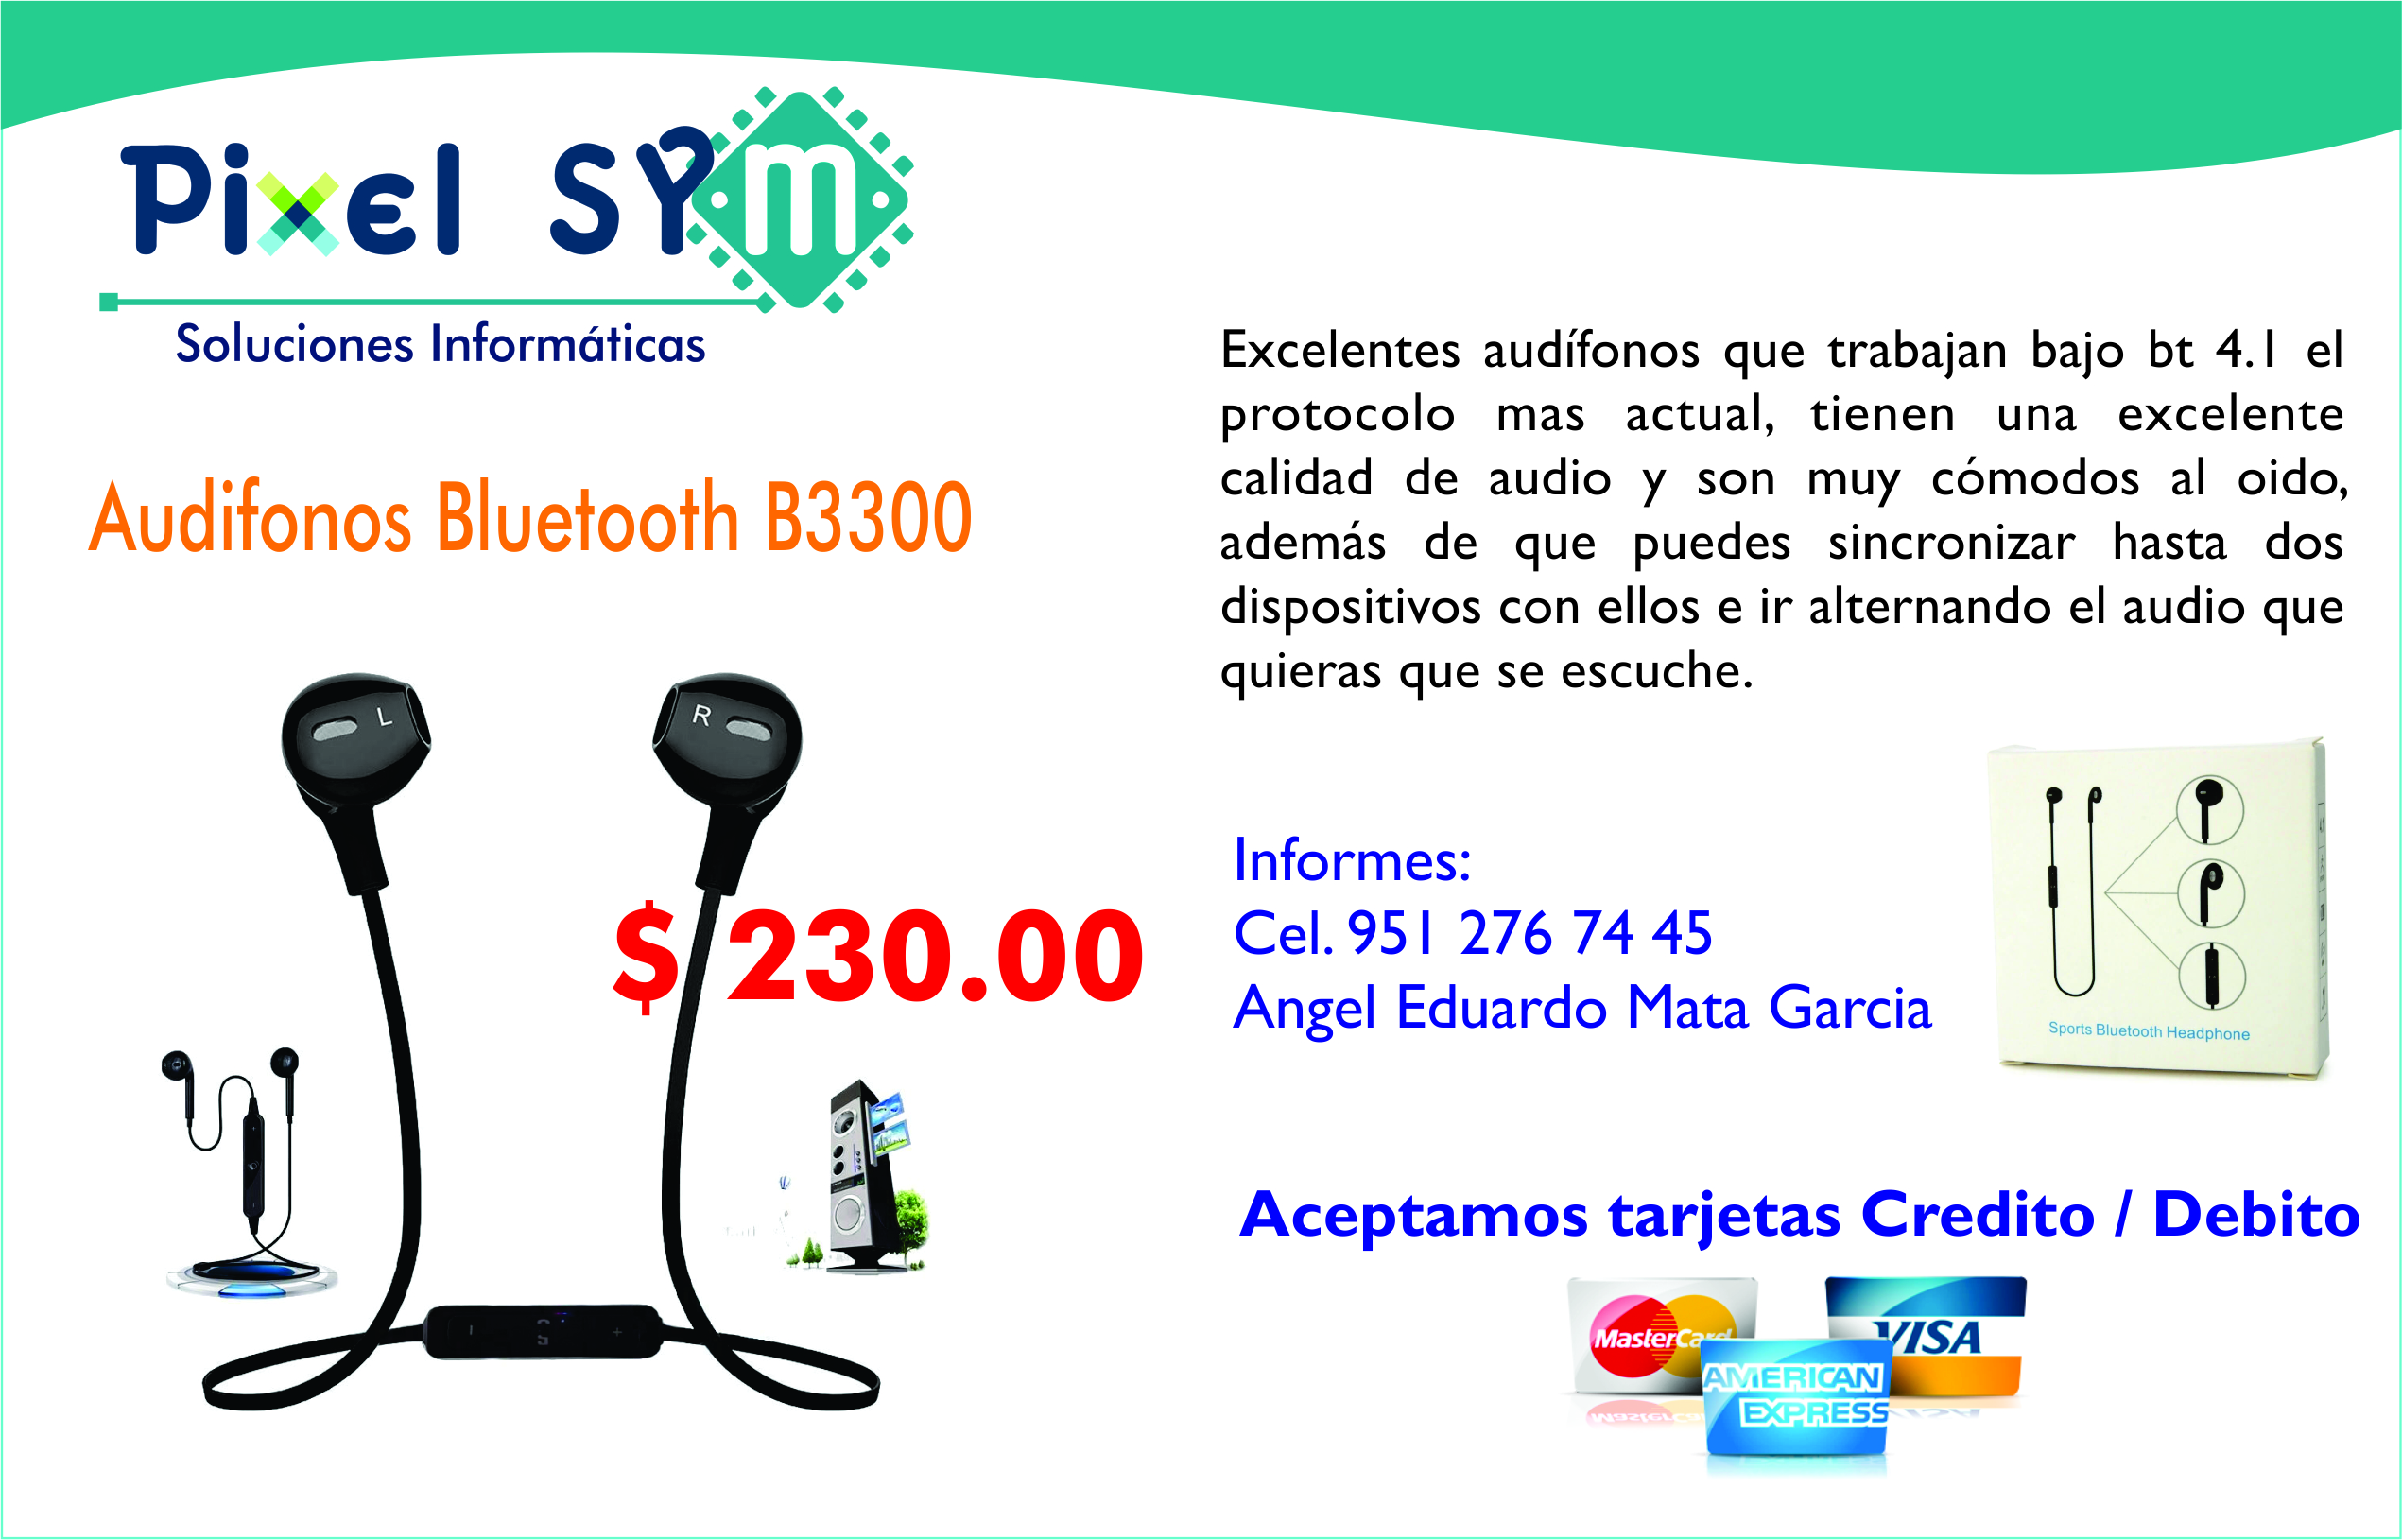 Pixel SYM
Soluciones Informáticas
Audifonos Bluetooth B3300
L
R
$ 230.00
Excelentes audífonos que trabajan bajo bt 4.1 el
protocolo mas actual, tienen una excelente
calidad de audio y son muy cómodos al oido,
además de que puedes sincronizar hasta dos
dispositivos con ellos e ir alternando el audio que
quieras que se escuche.
Informes:
Cel. 951 276 74 45
Angel Eduardo Mata Garcia
Sports Bluetooth Headphone
Aceptamos tarjetas Credito / Debito
MasterCard
VISA
AMERICAN
EXPRESS